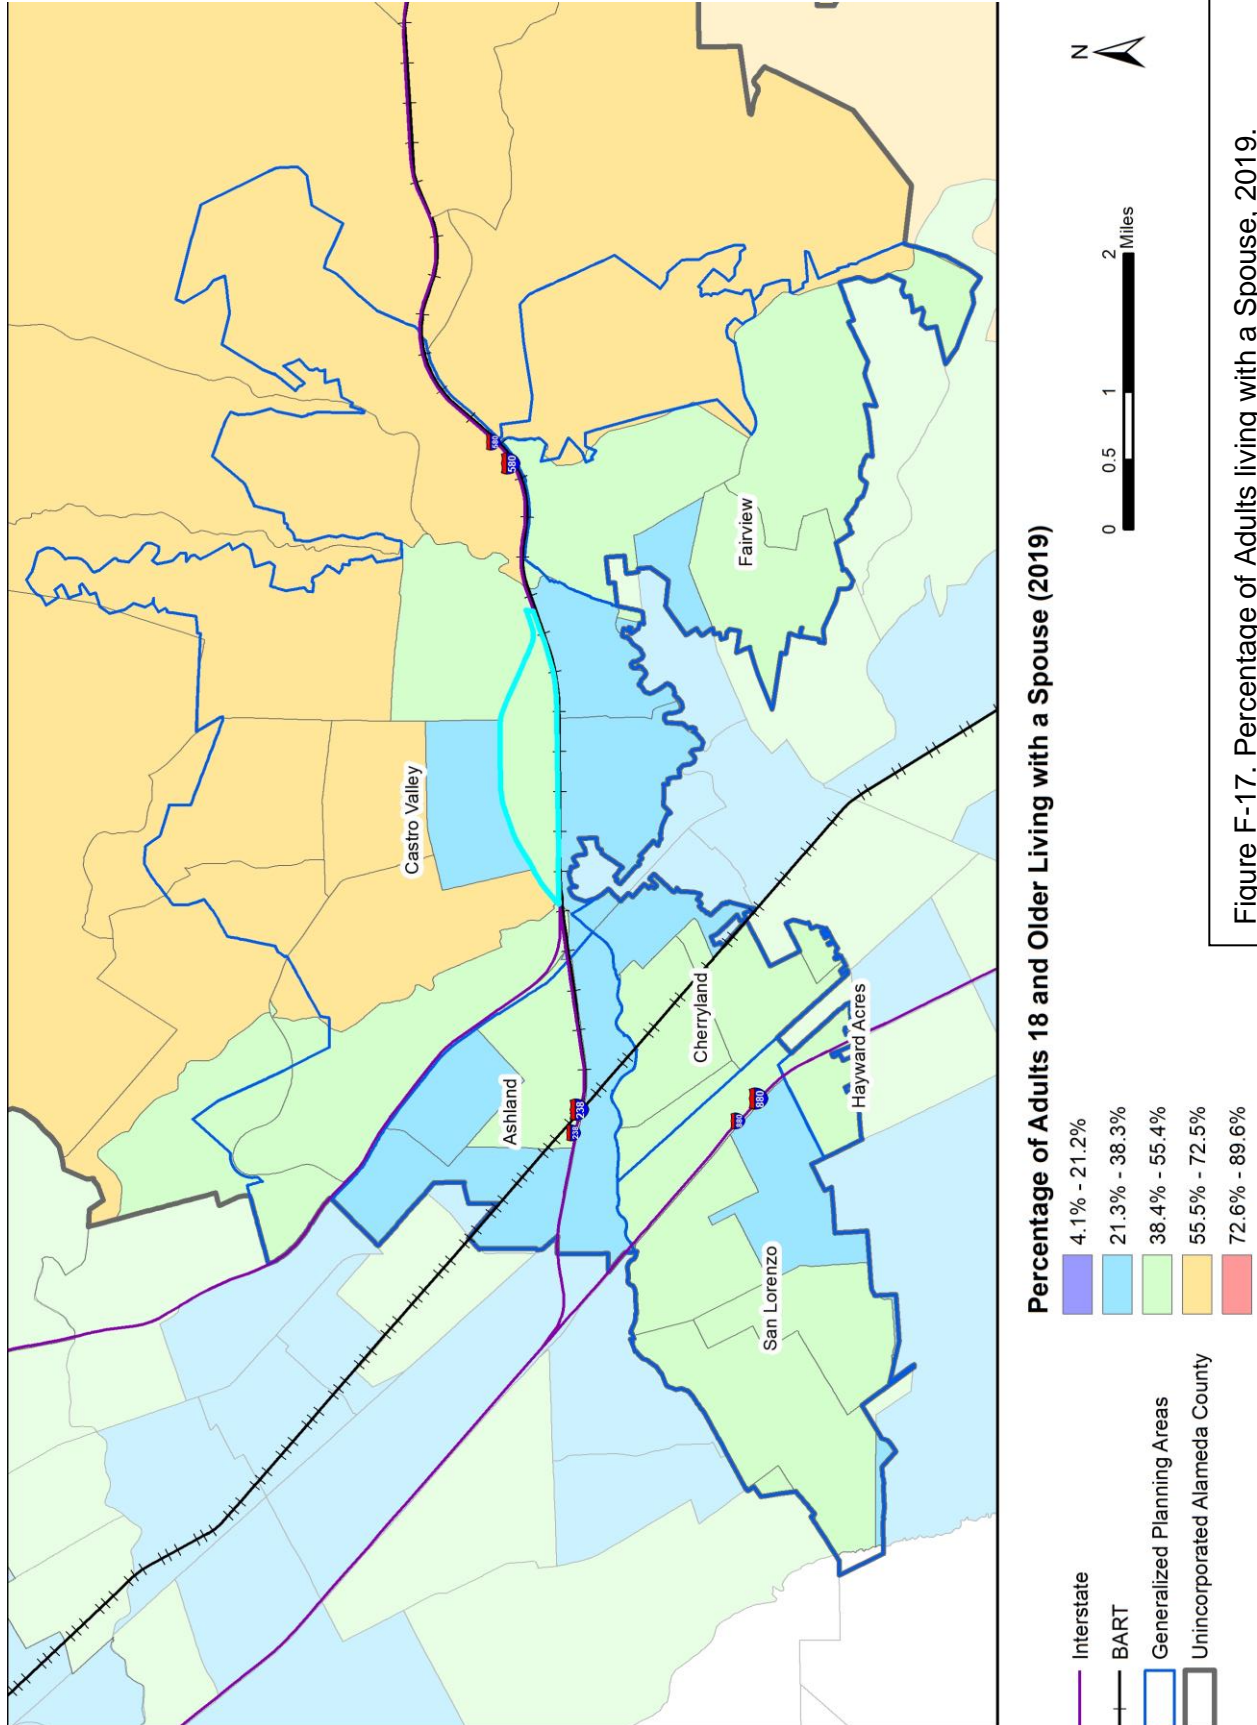 Castro Valley
Ashland
Cherryland
Fairview
San Lorenzo
Hayward Acres
580
580
238
238
880
880
Percentage of Adults 18 and Older Living with a Spouse (2019)
Interstate
BART
Generalized Planning Areas
Unincorporated Alameda County
4.1% - 21.2%
21.3% - 38.3%
38.4% - 55.4%
55.5% - 72.5%
72.6% - 89.6%
0 0.5 1 2
Miles
N
Figure F-17. Percentage of Adults living with a Spouse, 2019.